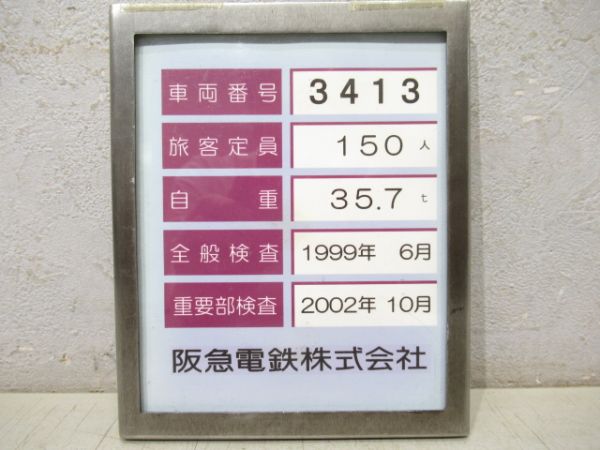 車両番号 3413
旅客定員 150 人
自重 35.7 t
全般検査 1999年 6月
重要部検査 2002年 10月
阪急電鉄株式会社